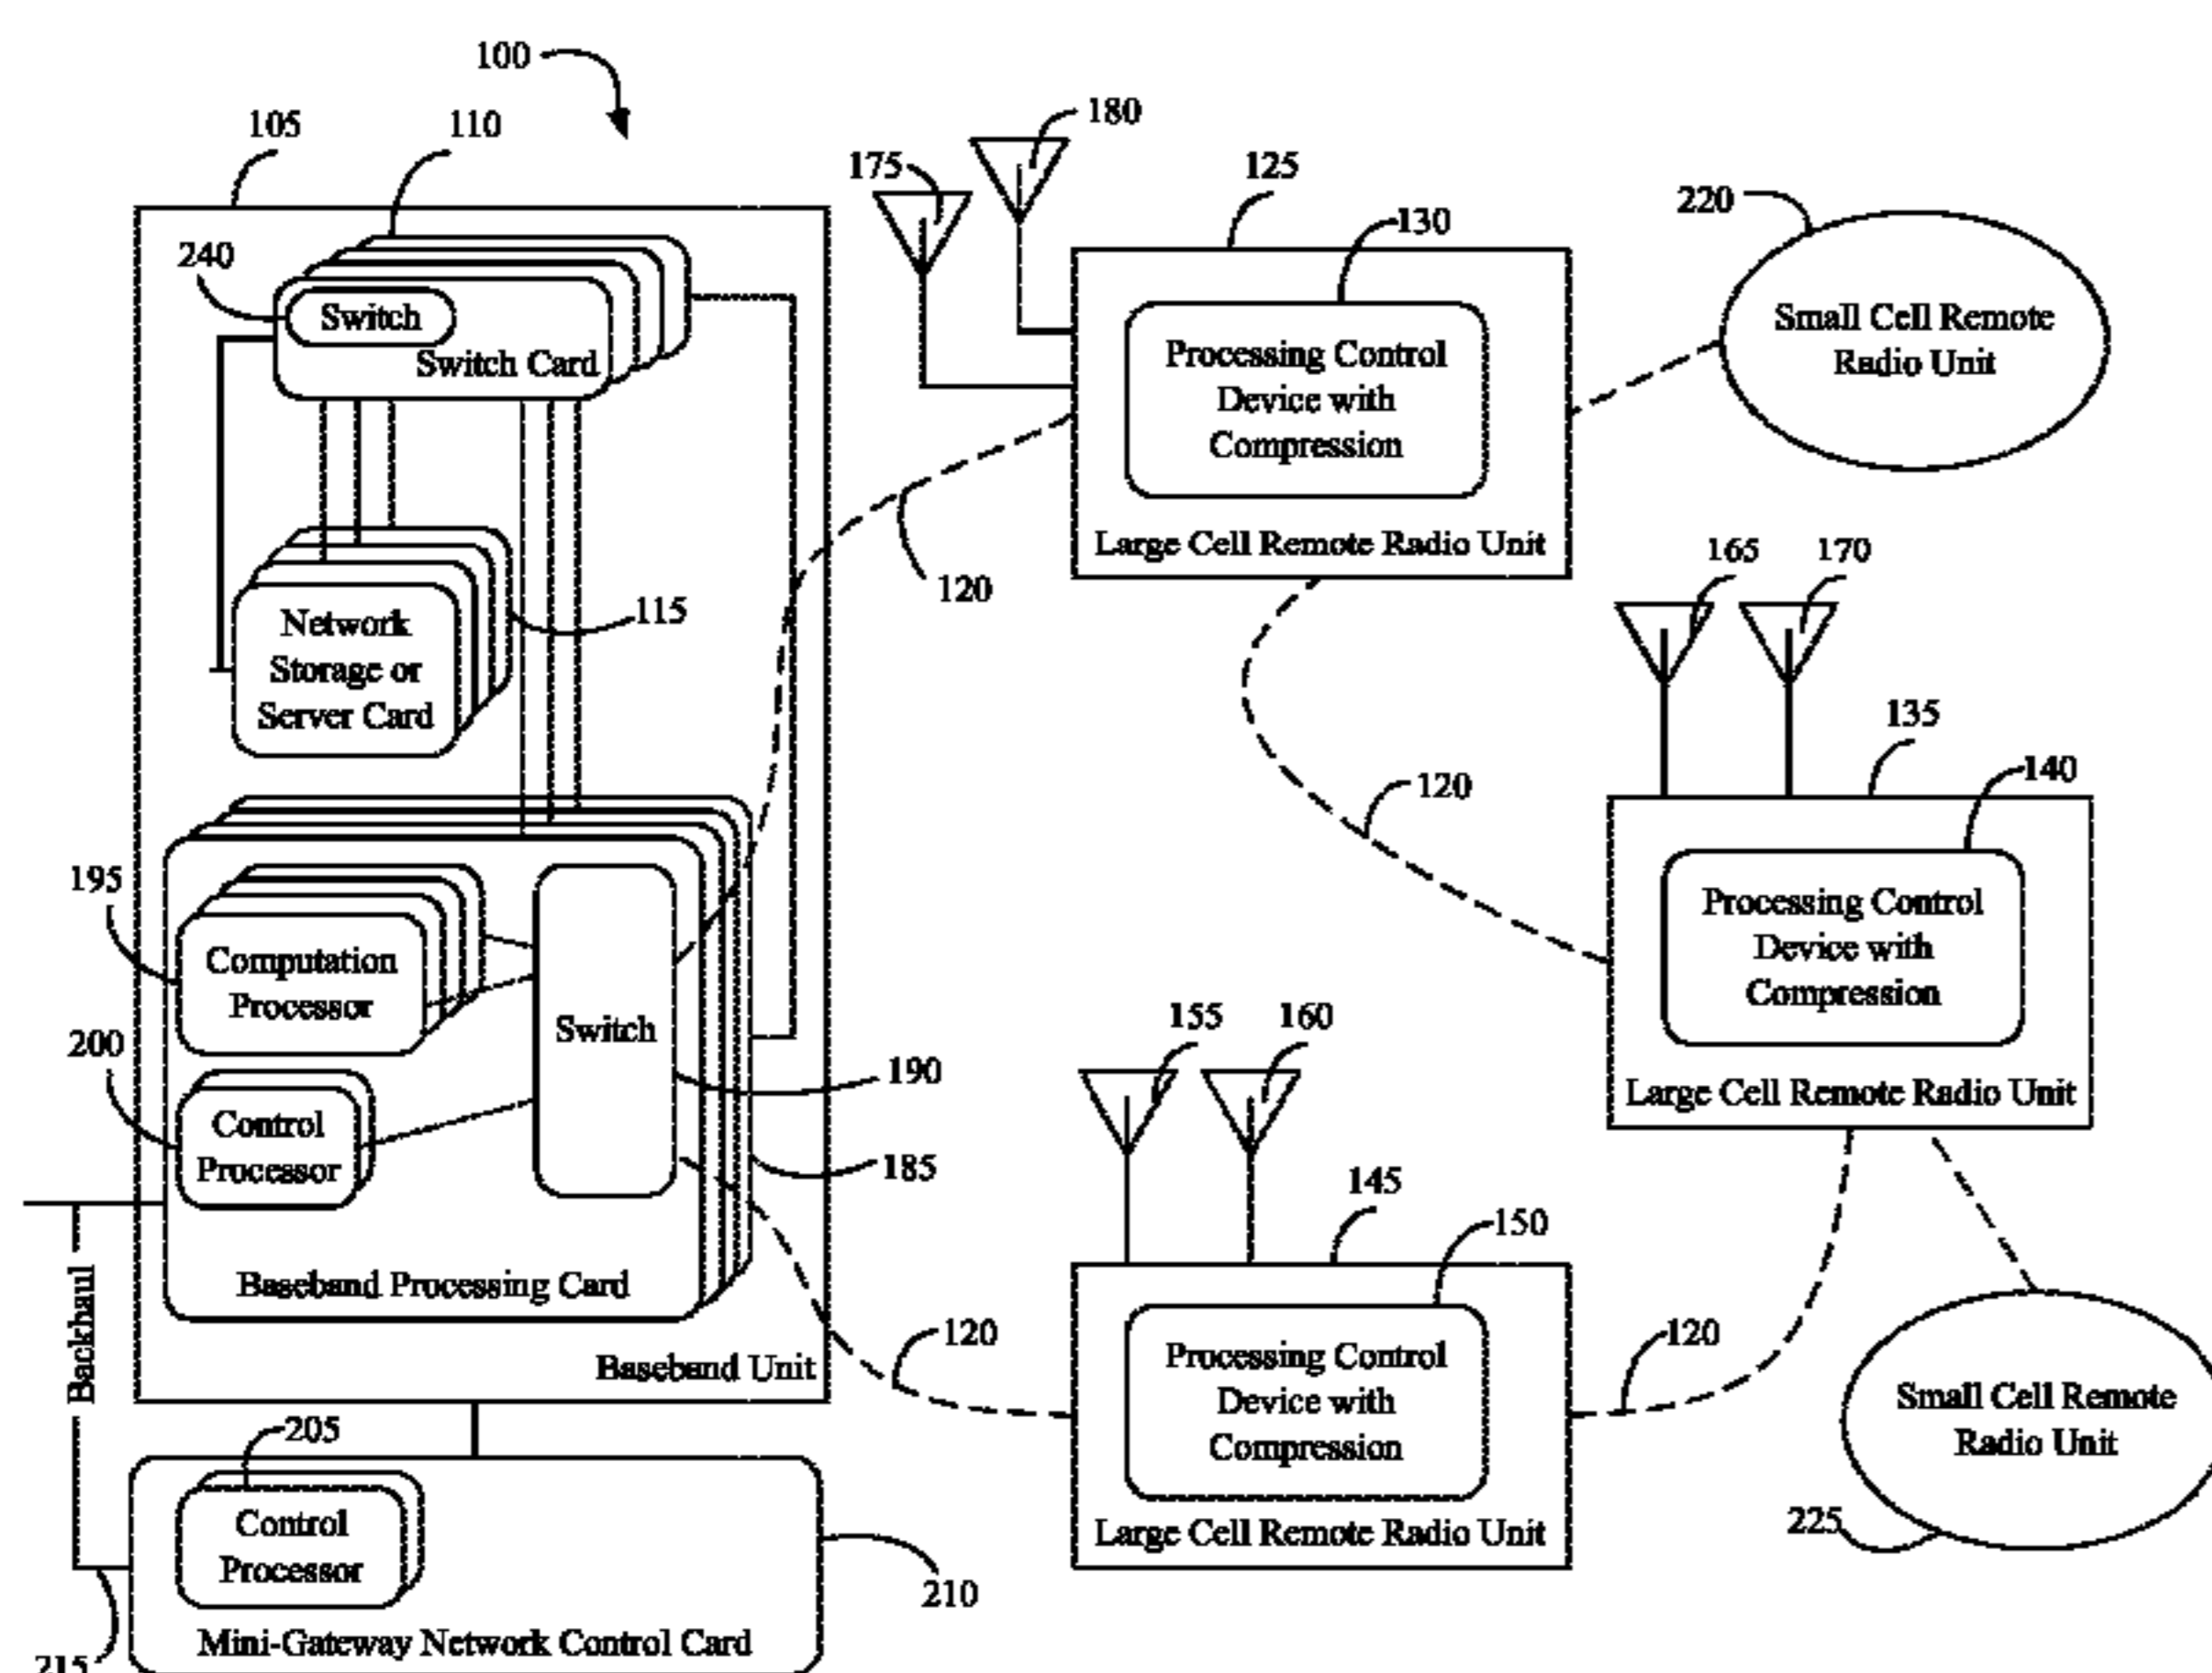 100
105
110
240
Switch
Switch Card
Network
Storage or
Server Card
115
195
Computation
Processor
200
Control
Processor
Switch
190
185
Baseband Processing Card
Baseband Unit
Backhaul
205
Control
Processor
210
Mini-Gateway Network Control Card
215
175
180
125
130
Processing Control
Device with
Compression
Large Cell Remote Radio Unit
120
220
Small Cell Remote
Radio Unit
120
165
170
135
140
Processing Control
Device with
Compression
Large Cell Remote Radio Unit
155
160
145
150
Processing Control
Device with
Compression
Large Cell Remote Radio Unit
120
120
Small Cell Remote
Radio Unit
225